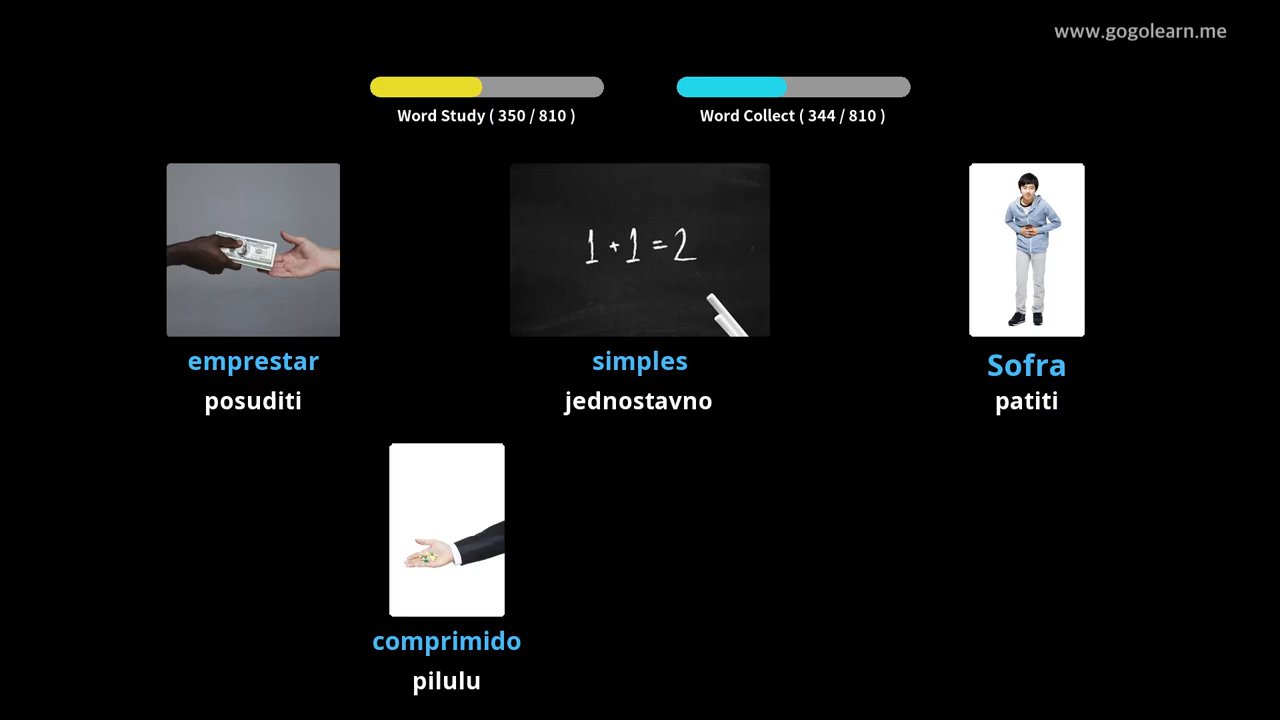 www.gogolearn.me
Word Study ( 350 / 810 )
Word Collect ( 344 / 810 )
1 + 1 = 2
emprestar
posuditi
simples
jednostavno
Sofra
patiti
comprimido
pilulu